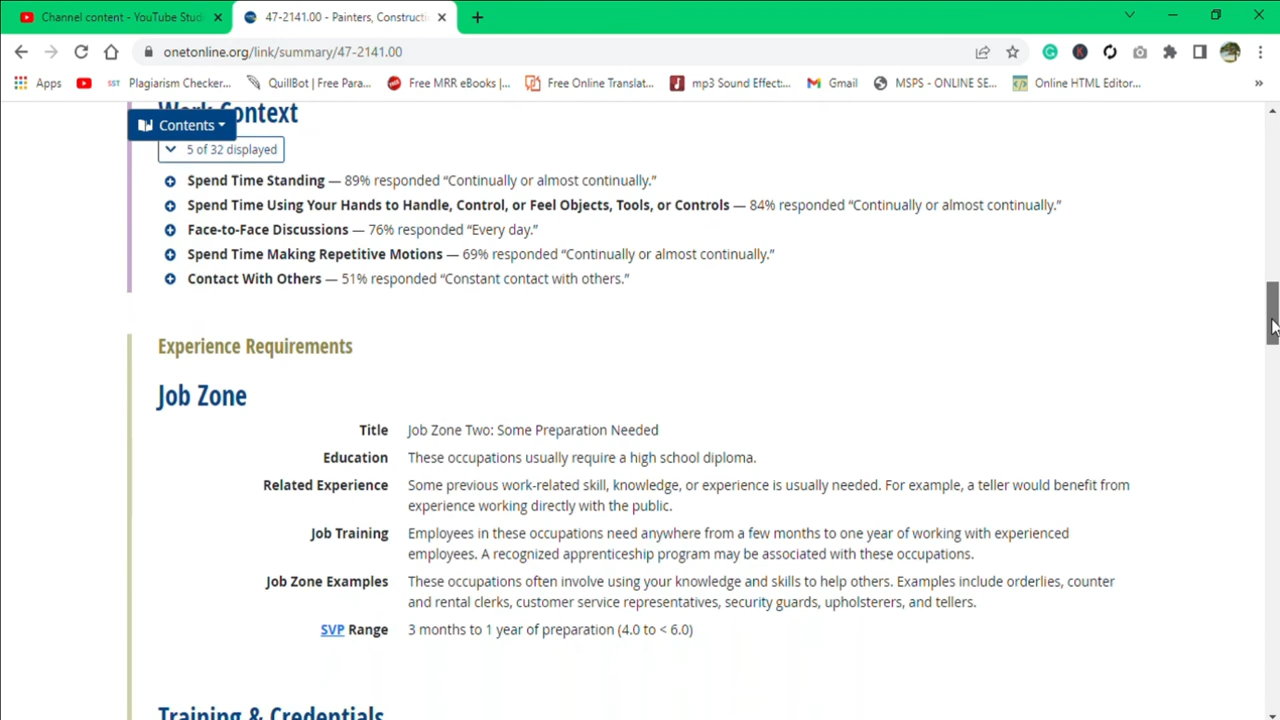 Channel content - YouTube Stud
47-2141.00 - Painters, Constructi
onetonline.org/link/summary/47-2141.00
Apps
SST Plagiarism Checker...
QuillBot | Free Para...
Free MRR eBooks |...
Free Online Translat...
mp3 Sound Effect:...
Gmail
MSPS - ONLINE SE...
Online HTML Editor...
»
Work Context
Contents
5 of 32 displayed
Spend Time Standing — 89% responded “Continually or almost continually.”
Spend Time Using Your Hands to Handle, Control, or Feel Objects, Tools, or Controls — 84% responded “Continually or almost continually.”
Face-to-Face Discussions — 76% responded “Every day.”
Spend Time Making Repetitive Motions — 69% responded “Continually or almost continually.”
Contact With Others — 51% responded “Constant contact with others.”
Experience Requirements
Job Zone
Title Job Zone Two: Some Preparation Needed
Education These occupations usually require a high school diploma.
Related Experience Some previous work-related skill, knowledge, or experience is usually needed. For example, a teller would benefit from
experience working directly with the public.
Job Training Employees in these occupations need anywhere from a few months to one year of working with experienced
employees. A recognized apprenticeship program may be associated with these occupations.
Job Zone Examples These occupations often involve using your knowledge and skills to help others. Examples include orderlies, counter
and rental clerks, customer service representatives, security guards, upholsterers, and tellers.
SVP Range 3 months to 1 year of preparation (4.0 to < 6.0)
Training & Credentials